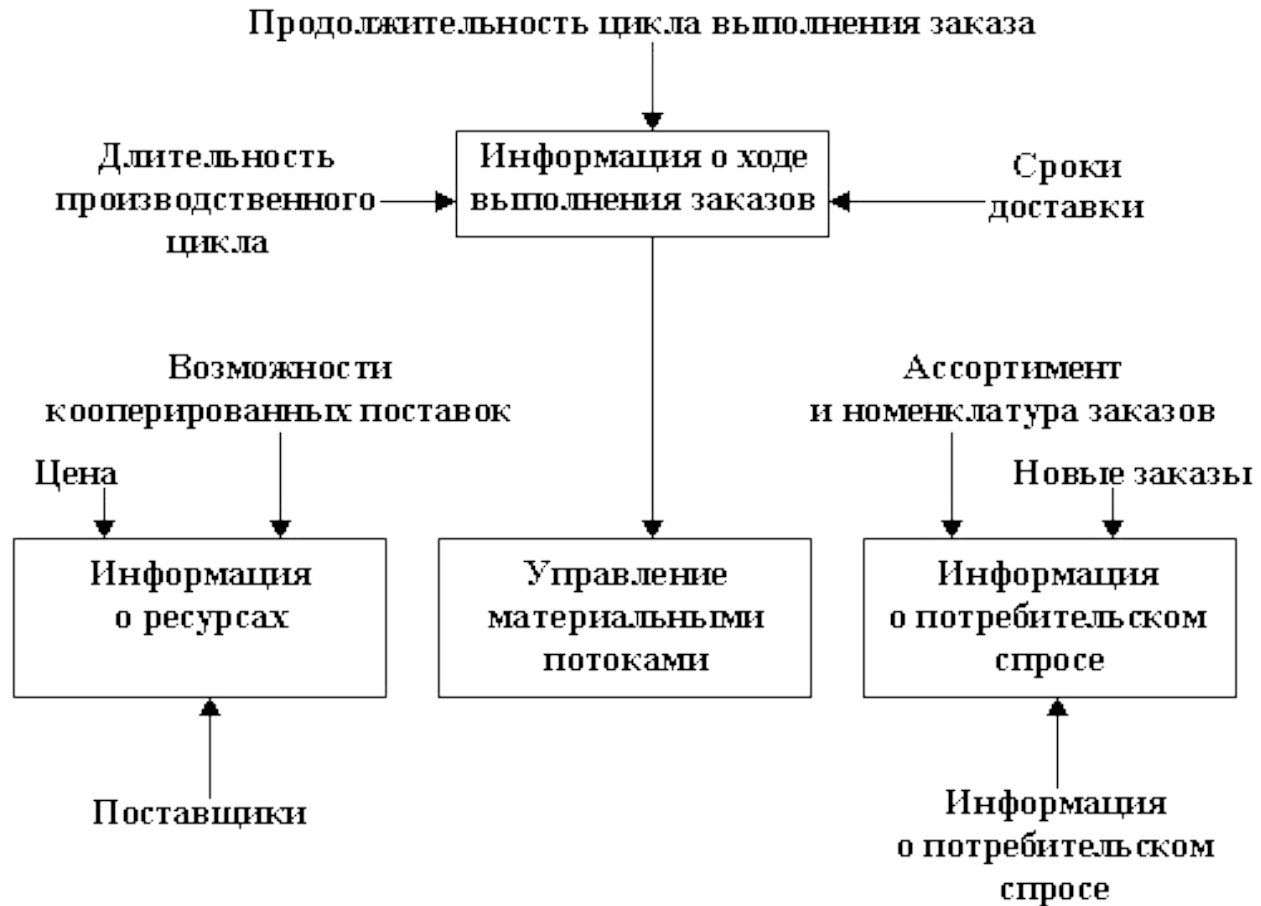 Продолжительность цикла выполнения заказа
Длительность
производственного
цикла
Информация о ходе
выполнения заказов
Сроки
доставки
Возможности
кооперированных поставок
Цена
Ассортимент
и номенклатура заказов
Новые заказы
Информация
о ресурсах
Управление
материальными
потоками
Информация
о потребительском
спросе
Поставщики
Информация
о потребительском
спросе